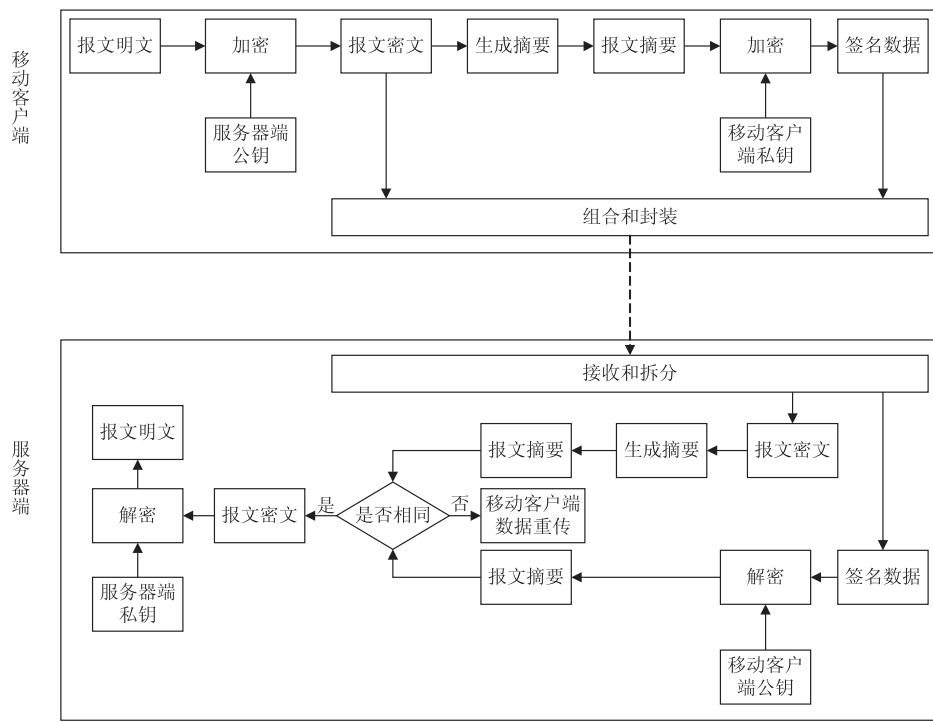 移动客户端
报文明文
加密
报文密文
生成摘要
报文摘要
加密
签名数据
服务器端
公钥
移动客户
端私钥
组合和封装
服务器端
接收和拆分
报文明文
报文摘要
生成摘要
报文密文
解密
报文密文
是
是否相同
否
移动客户端
数据重传
服务器端
私钥
报文摘要
解密
签名数据
移动客户
端公钥